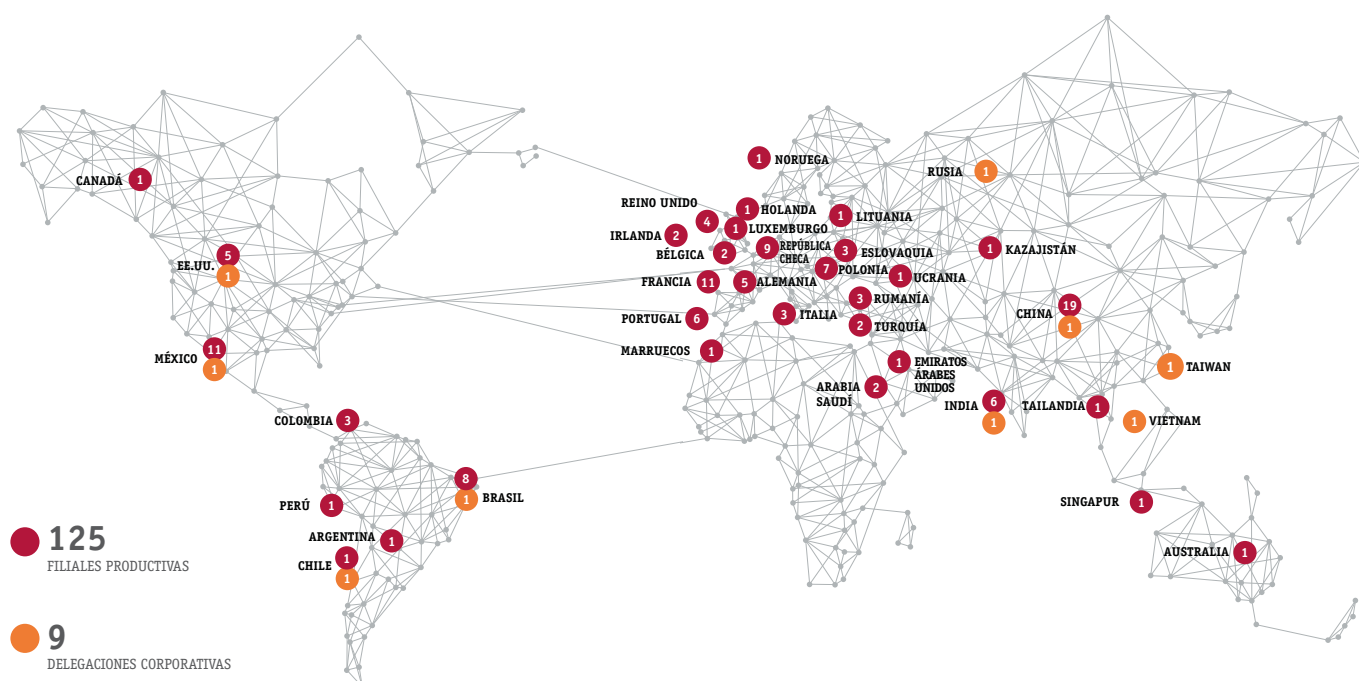 1
NORUEGA
RUSIA
1
CANADÁ
1
REINO UNIDO
4
1
HOLANDA
1
LITUANIA
1
LUXEMBURGO
IRLANDA
2
BÉLGICA
2
9
REPÚBLICA
CHECA
3
ESLOVAQUIA
1
KAZAJISTÁN
EE.UU.
5
1
7
POLONIA
1
UCRANIA
FRANCIA
11
5
ALEMANIA
3
RUMANÍA
CHINA
19
1
PORTUGAL
6
3
ITALIA
2
TURQUÍA
MÉXICO
11
1
MARRUECOS
1
1
EMIRATOS
ÁRABES
UNIDOS
1
TAIWAN
ARABIA
SAUDÍ
2
INDIA
6
1
TAILANDIA
1
1
VIETNAM
COLOMBIA
3
8
1
BRASIL
PERÚ
1
SINGAPUR
1
ARGENTINA
1
CHILE
1
1
AUSTRALIA
1
125
FILIALES PRODUCTIVAS
9
DELEGACIONES CORPORATIVAS